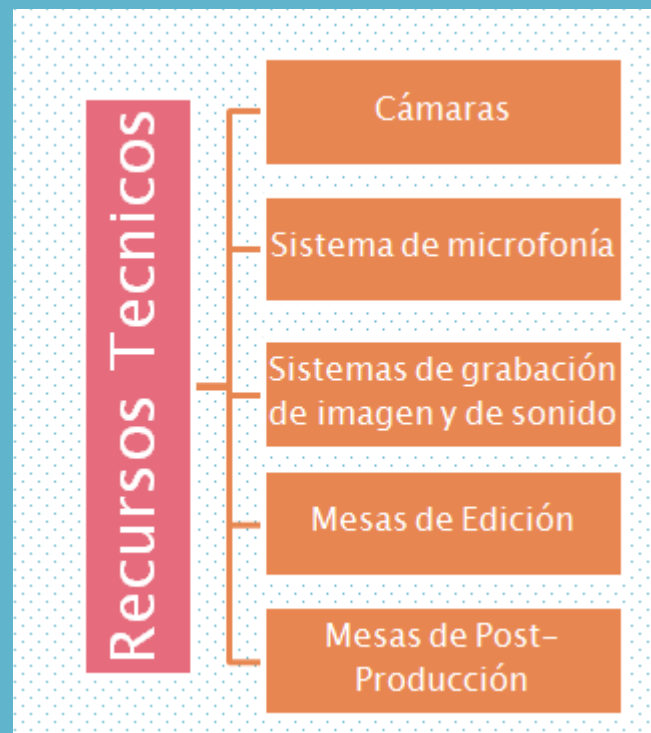 Recursos Tecnicos
Cámaras
Sistema de microfonía
Sistemas de grabación
de imagen y de sonido
Mesas de Edición
Mesas de Post-
Producción